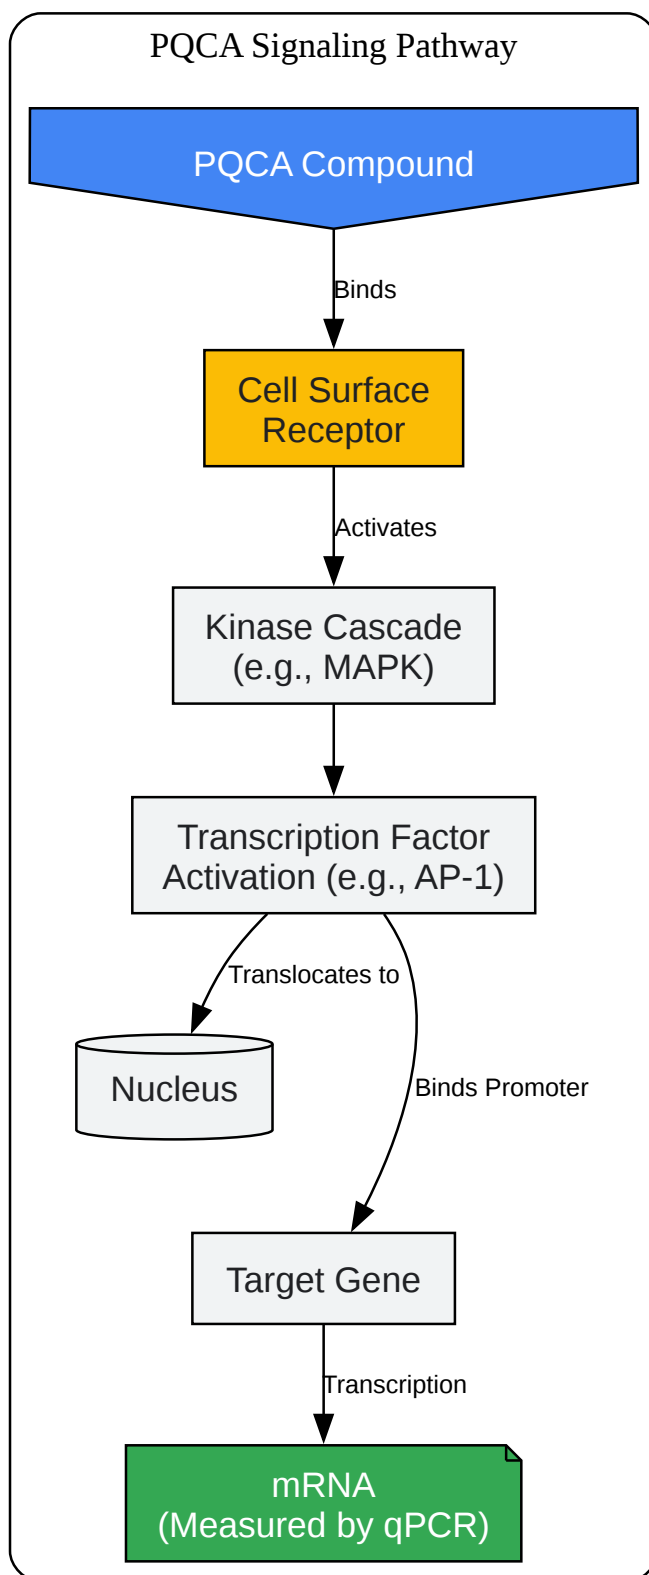 PQCA Signaling Pathway
PQCA Compound
Binds
Cell Surface
Receptor
Activates
Kinase Cascade
(e.g., MAPK)
Transcription Factor
Activation (e.g., AP-1)
Translocates to
Nucleus
Binds Promoter
Target Gene
Transcription
mRNA
(Measured by qPCR)